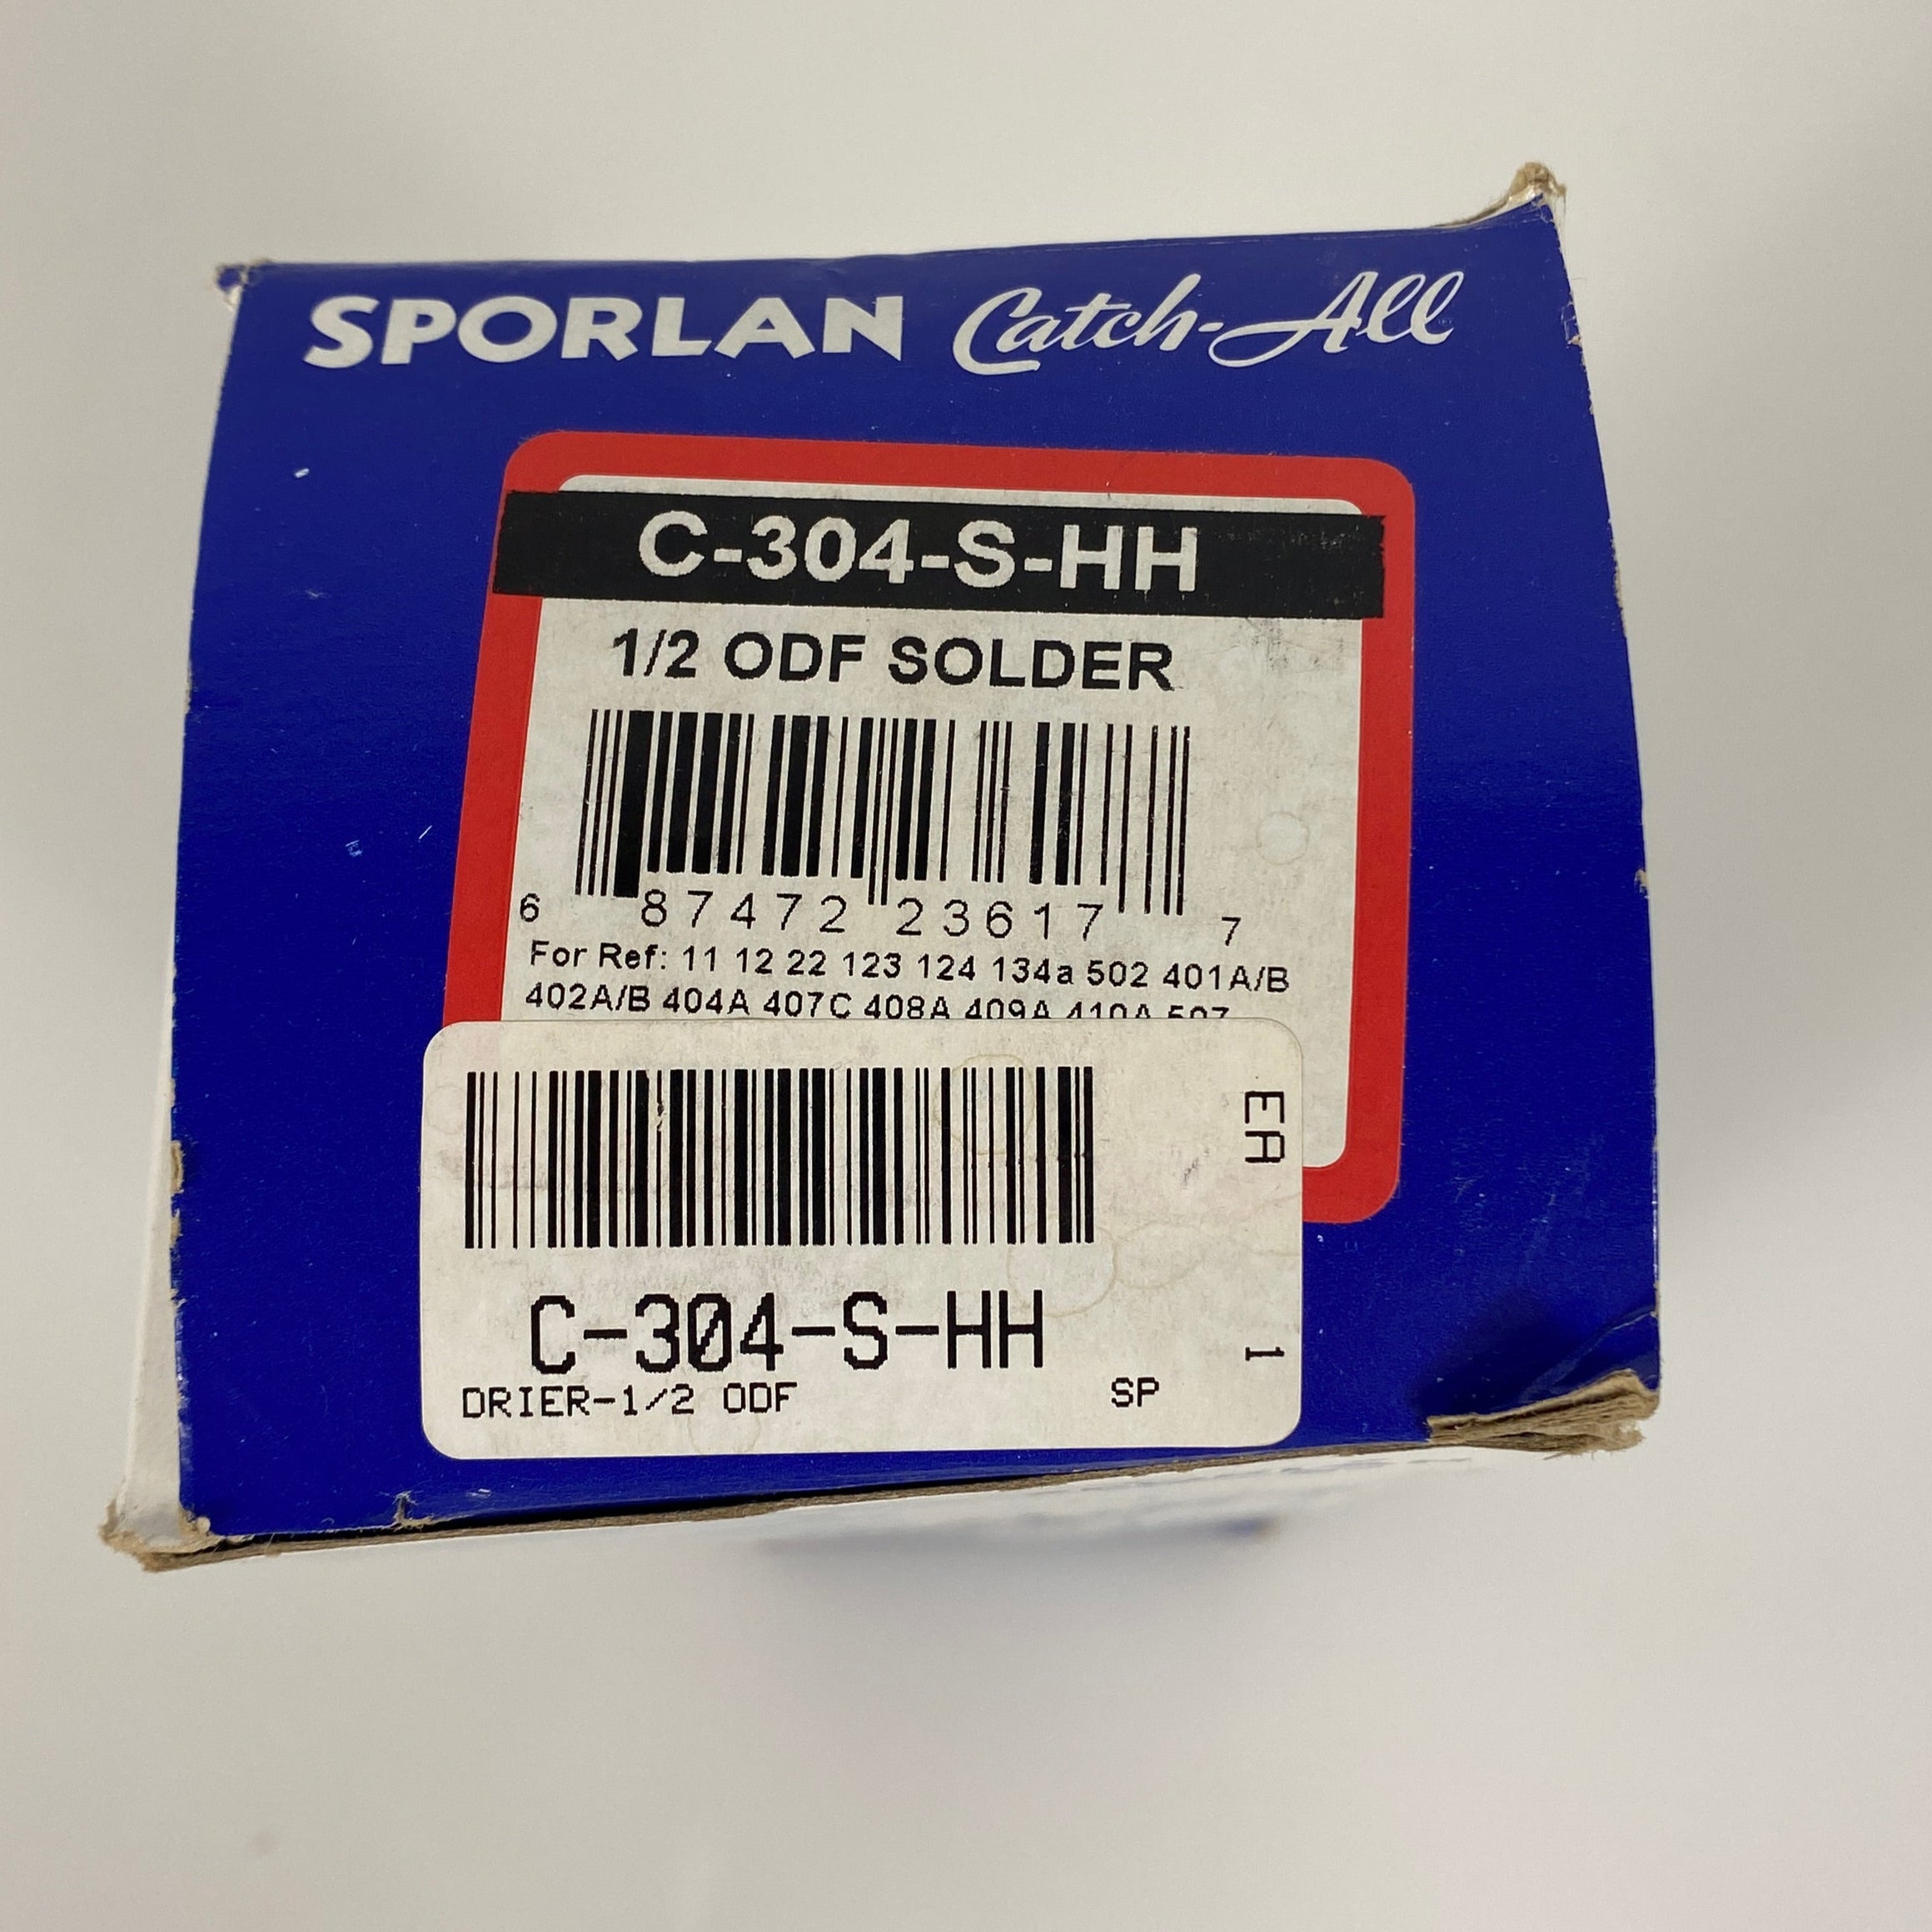 SPORLAN Catch-All
C-304-S-HH
1/2 ODF SOLDER
6 87472 23617 7
For Ref: 11 12 22 123 124 134a 502 401A/B
402A/B 404A 407C 408A 409A 410A 507
EA 1
C-304-S-HH
DRIER-1/2 ODF SP